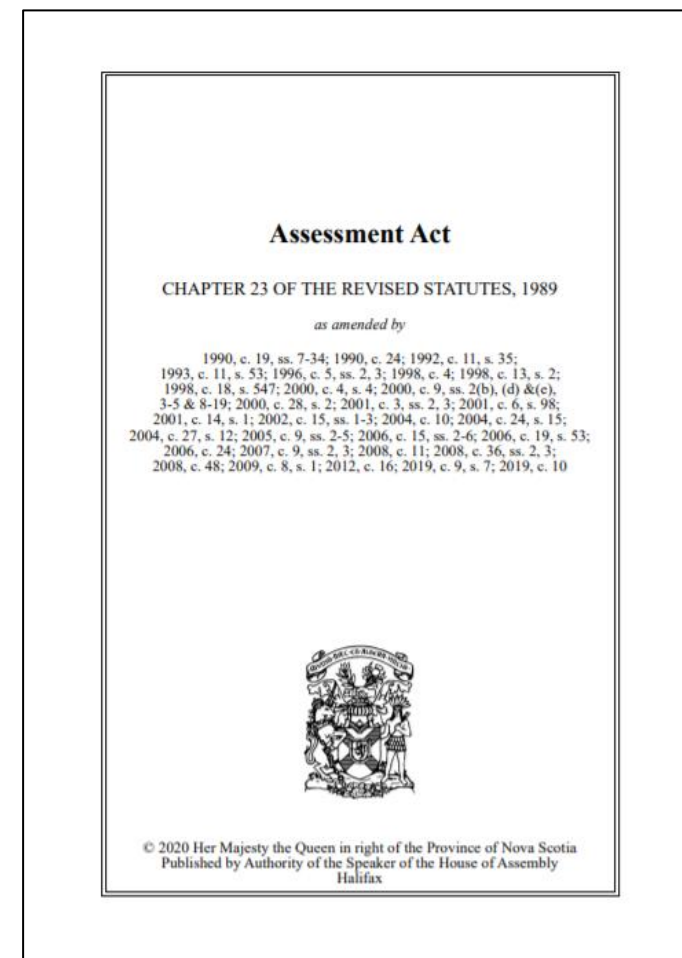 Assessment Act
CHAPTER 23 OF THE REVISED STATUTES, 1989
as amended by
1990, c. 19, ss. 7-34; 1990, c. 24; 1992, c. 11, s. 35;
1993, c. 11, s. 53; 1996, c. 5, ss. 2, 3; 1998, c. 4; 1998, c. 13, s. 2;
1998, c. 18, s. 547; 2000, c. 4, s. 4; 2000, c. 9, ss. 2(b), (d) &(e),
3-5 & 8-19; 2000, c. 28, s. 2; 2001, c. 3, ss. 2, 3; 2001, c. 6, s. 98;
2001, c. 14, s. 1; 2002, c. 15, ss. 1-3; 2004, c. 10; 2004, c. 24, s. 15;
2004, c. 27, s. 12; 2005, c. 9, ss. 2-5; 2006, c. 15, ss. 2-6; 2006, c. 19, s. 53;
2006, c. 24; 2007, c. 9, ss. 2, 3; 2008, c. 11; 2008, c. 36, ss. 2, 3;
2008, c. 48; 2009, c. 8, s. 1; 2012, c. 16; 2019, c. 9, s. 7; 2019, c. 10
© 2020 Her Majesty the Queen in right of the Province of Nova Scotia
Published by Authority of the Speaker of the House of Assembly
Halifax